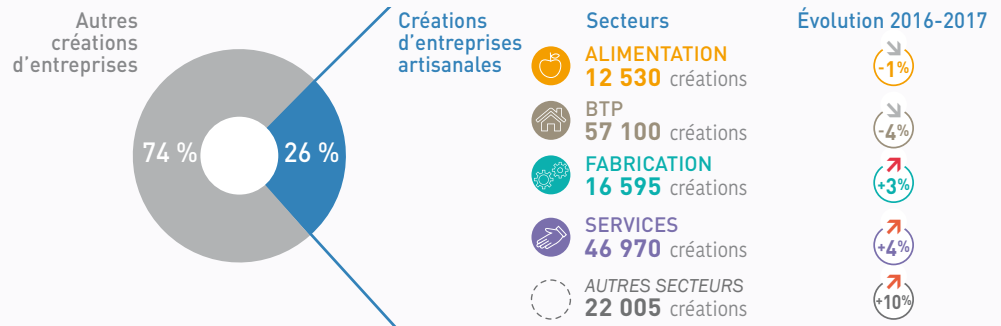 Autres
créations
d'entreprises
74 %
26 %
Créations
d'entreprises
artisanales
Secteurs
Évolution 2016-2017
ALIMENTATION
12 530 créations
-1%
BTP
57 100 créations
-4%
FABRICATION
16 595 créations
+3%
SERVICES
46 970 créations
+4%
AUTRES SECTEURS
22 005 créations
+10%